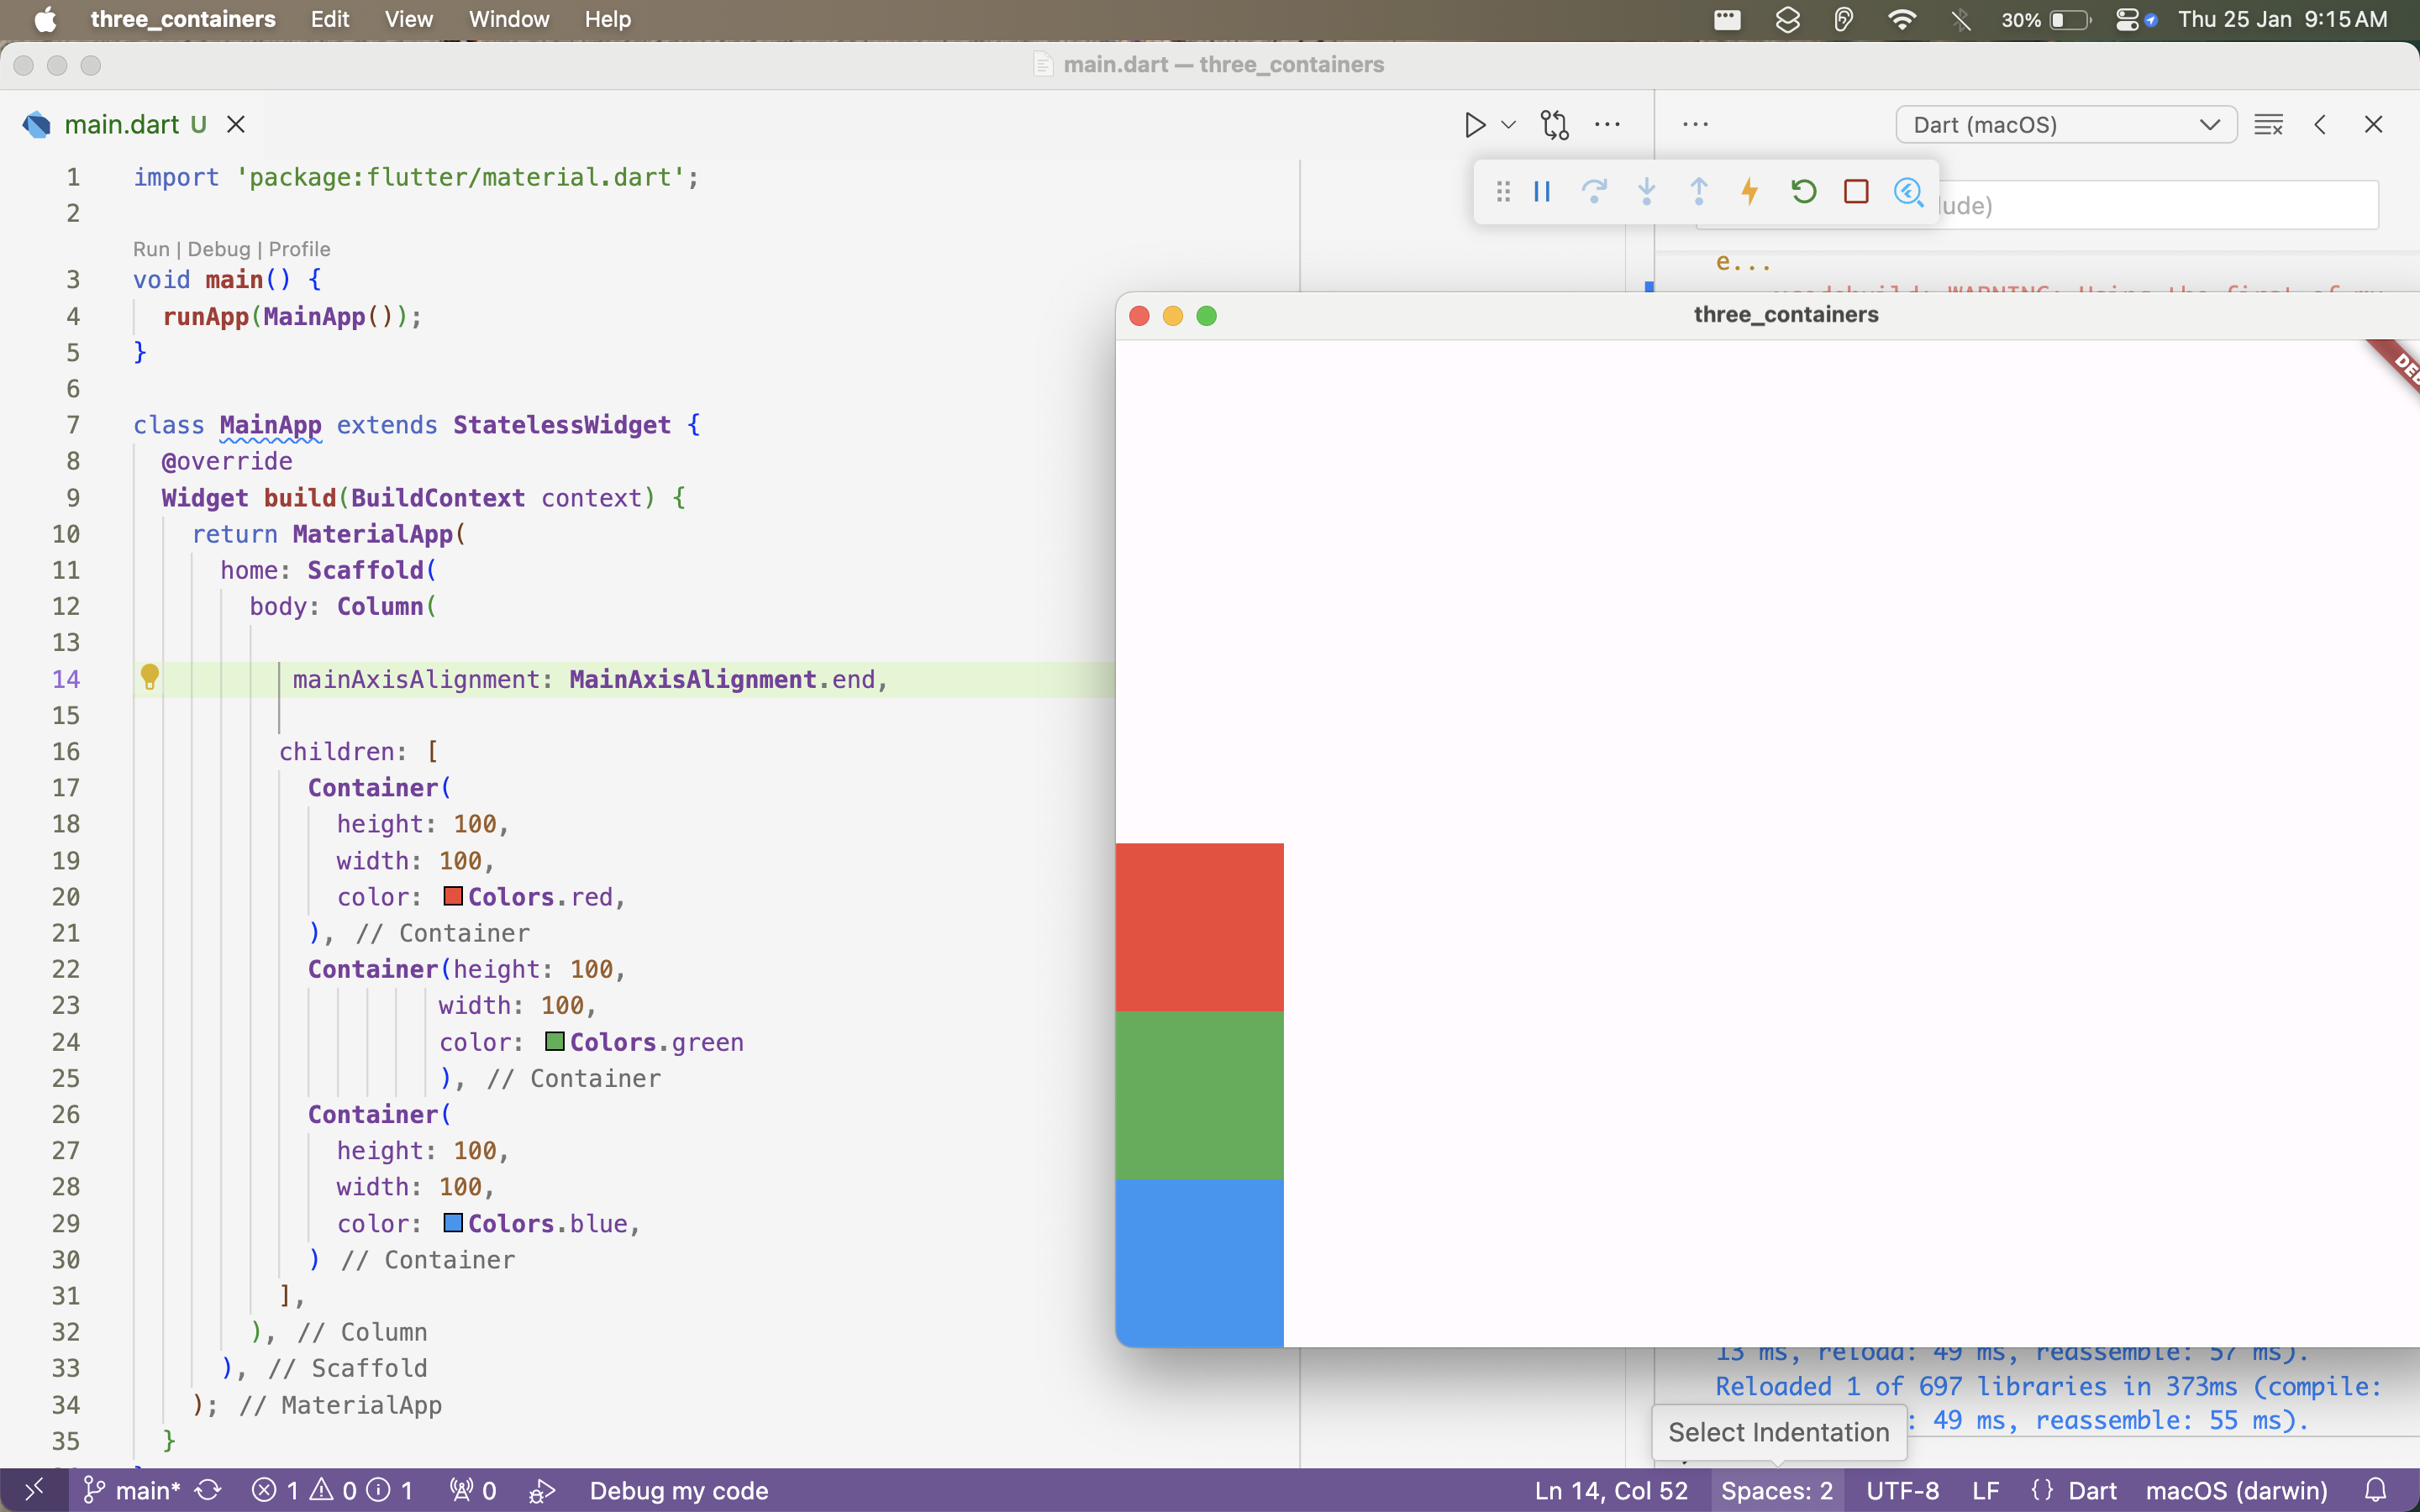 three_containers Edit View Window Help 30% Thu 25 Jan 9:15 AM
main.dart — three_containers
main.dart U
Dart (macOS)
1 import 'package:flutter/material.dart';
2
lude)
Run | Debug | Profile
e...
3 void main() {
4 runApp(MainApp());
5 }
6
7 class MainApp extends StatelessWidget {
8 @override
9 Widget build(BuildContext context) {
10 return MaterialApp(
11 home: Scaffold(
12 body: Column(
13
14 mainAxisAlignment: MainAxisAlignment.end,
15
16 children: [
17 Container(
18 height: 100,
19 width: 100,
20 color: Colors.red,
21 ), // Container
22 Container(height: 100,
23 width: 100,
24 color: Colors.green
25 ), // Container
26 Container(
27 height: 100,
28 width: 100,
29 color: Colors.blue,
30 ) // Container
31 ],
32 ), // Column
33 ), // Scaffold
34 ); // MaterialApp
35 }
three_containers
DEB
13 ms, reload: 49 ms, reassemble: 57 ms).
Reloaded 1 of 697 libraries in 373ms (compile:
: 49 ms, reassemble: 55 ms).
Select Indentation
main* 1 0 1 0 Debug my code Ln 14, Col 52 Spaces: 2 UTF-8 LF {} Dart macOS (darwin)